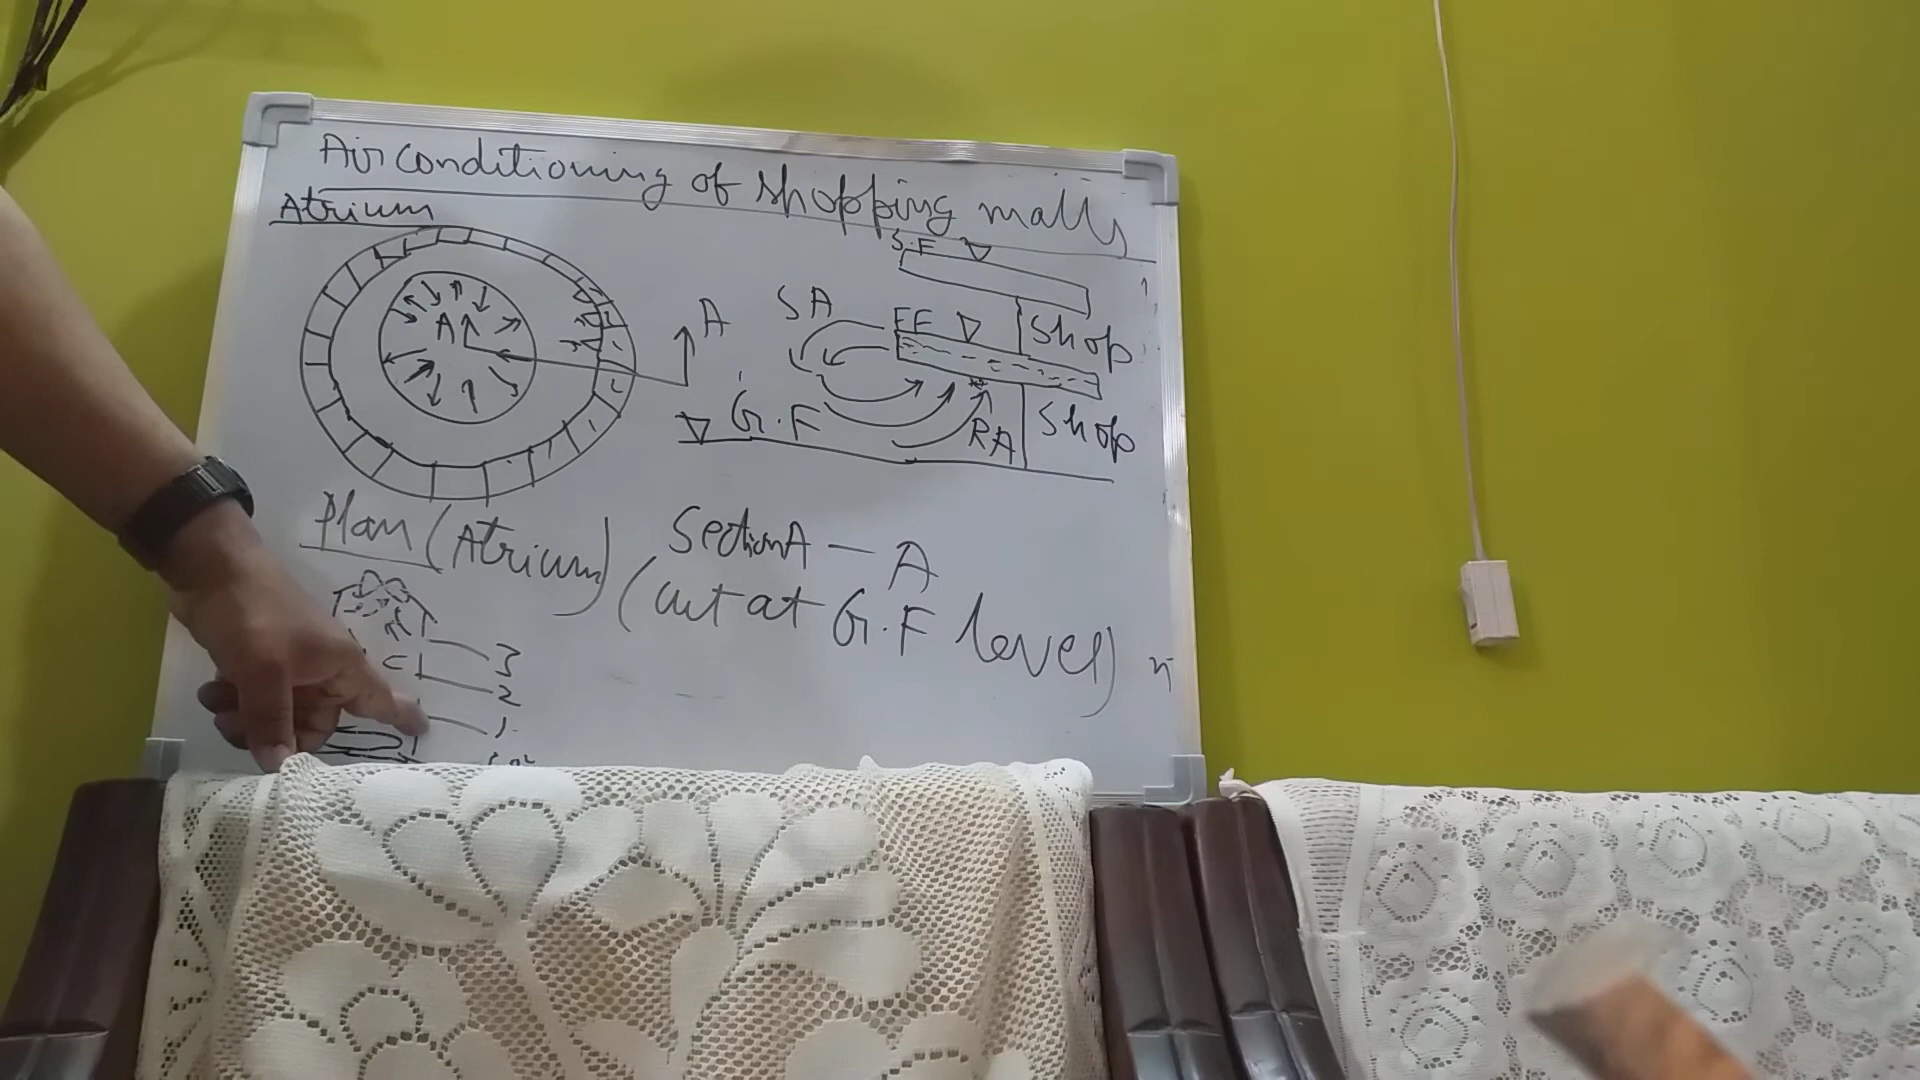 Air conditioning of shopping malls
Atrium
S.F
A
SA
F.F
Shop
A
G.F
RA
Shop
Plan (Atrium)
Section A - A
(cut at G.F level)
3
2
1